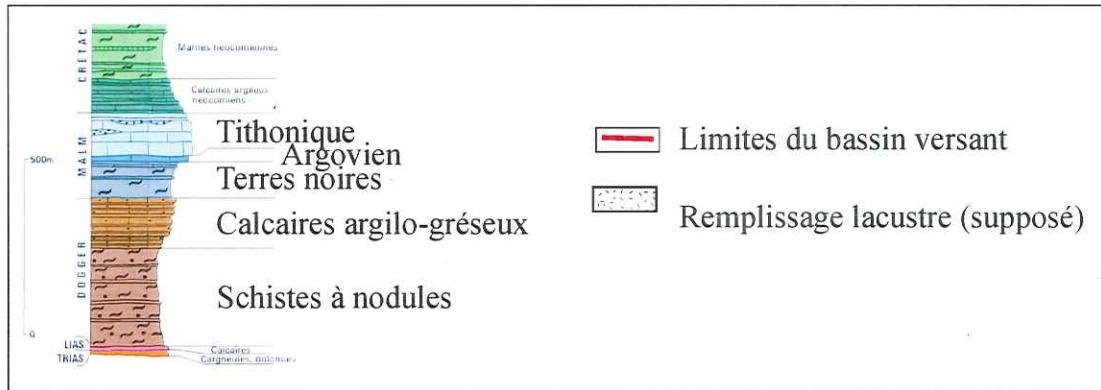 CRETAC
Marnes néocomiennes
Calcaires argileux
néocomiens
MALM
Tithonique
Argovien
500m
Terres noires
Calcaires argilo-gréseux
DOGGER
Schistes à nodules
0
LIAS
Calcaires
TRIAS
Cargneules, dolomies
Limites du bassin versant
Remplissage lacustre (supposé)